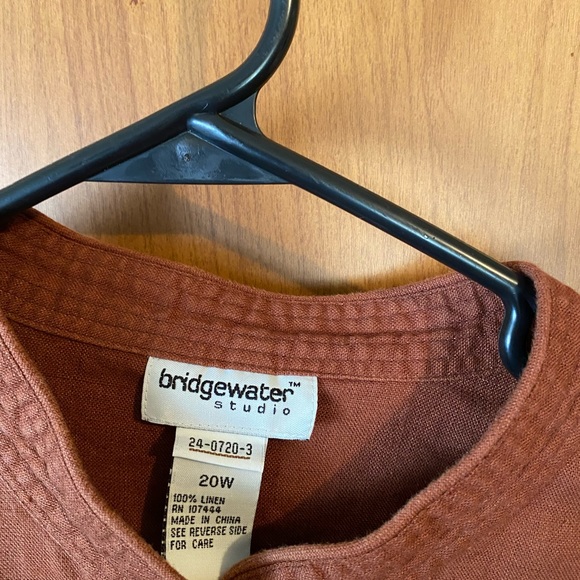 bridgewater™
studio
24-0720-3
20W
100% LINEN
RN 107444
MADE IN CHINA
SEE REVERSE SIDE
FOR CARE